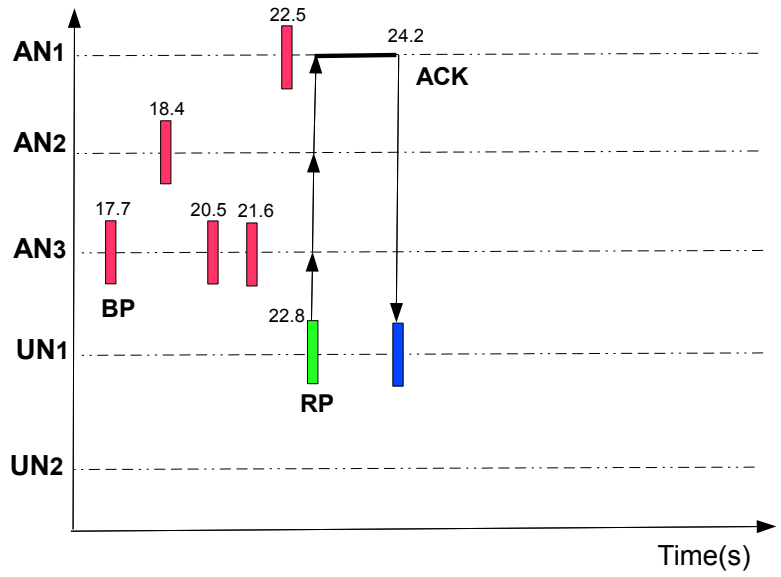 22.5
24.2
AN1
ACK
18.4
AN2
17.7
20.5
21.6
AN3
BP
22.8
UN1
RP
UN2
Time(s)